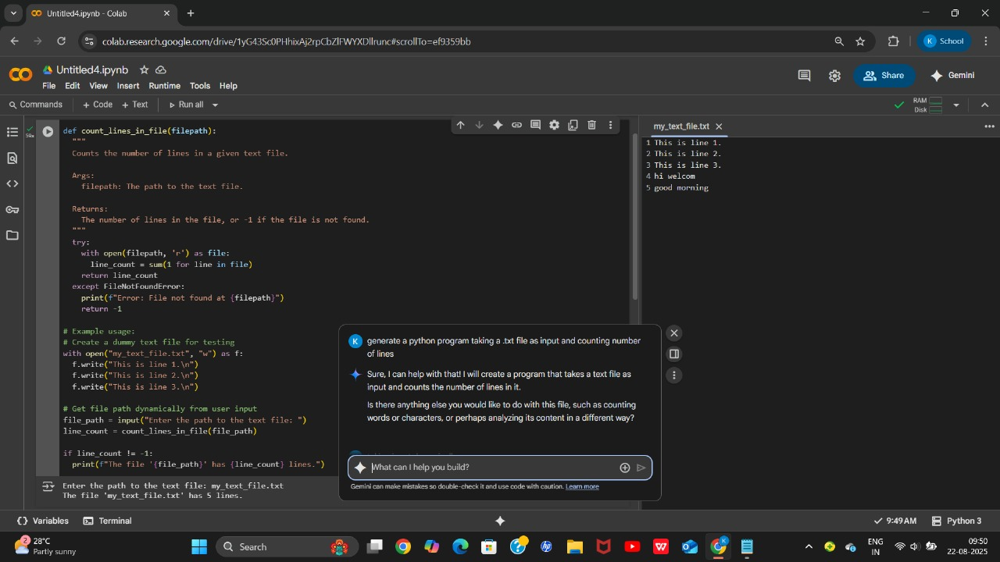 Untitled4.ipynb - Colab
colab.research.google.com/drive/1yG43Sc0PHhixAj2rpCbZlFWYXDllrunc#scrollTo=ef9359bb
K School
Untitled4.ipynb
File Edit View Insert Runtime Tools Help
Share
Gemini
Commands + Code + Text Run all
RAM
Disk
59s
def count_lines_in_file(filepath):
"""
Counts the number of lines in a given text file.
Args:
filepath: The path to the text file.
Returns:
The number of lines in the file, or -1 if the file is not found.
"""
try:
with open(filepath, 'r') as file:
line_count = sum(1 for line in file)
return line_count
except FileNotFoundError:
print(f"Error: File not found at {filepath}")
return -1
# Example usage:
# Create a dummy text file for testing
with open("my_text_file.txt", "w") as f:
f.write("This is line 1.\n")
f.write("This is line 2.\n")
f.write("This is line 3.\n")
# Get file path dynamically from user input
file_path = input("Enter the path to the text file: ")
line_count = count_lines_in_file(file_path)
if line_count != -1:
print(f"The file '{file_path}' has {line_count} lines.")
Enter the path to the text file: my_text_file.txt
The file 'my_text_file.txt' has 5 lines.
my_text_file.txt
1 This is line 1.
2 This is line 2.
3 This is line 3.
4 hi welcom
5 good morning
K generate a python program taking a .txt file as input and counting number
of lines
Sure, I can help with that! I will create a program that takes a text file as
input and counts the number of lines in it.
Is there anything else you would like to do with this file, such as counting
words or characters, or perhaps analyzing its content in a different way?
What can I help you build?
Gemini can make mistakes so double-check it and use code with caution. Learn more
Variables Terminal
9:49 AM Python 3
2
28°C
Partly sunny
Search
ENG
IN
09:50
22-08-2025